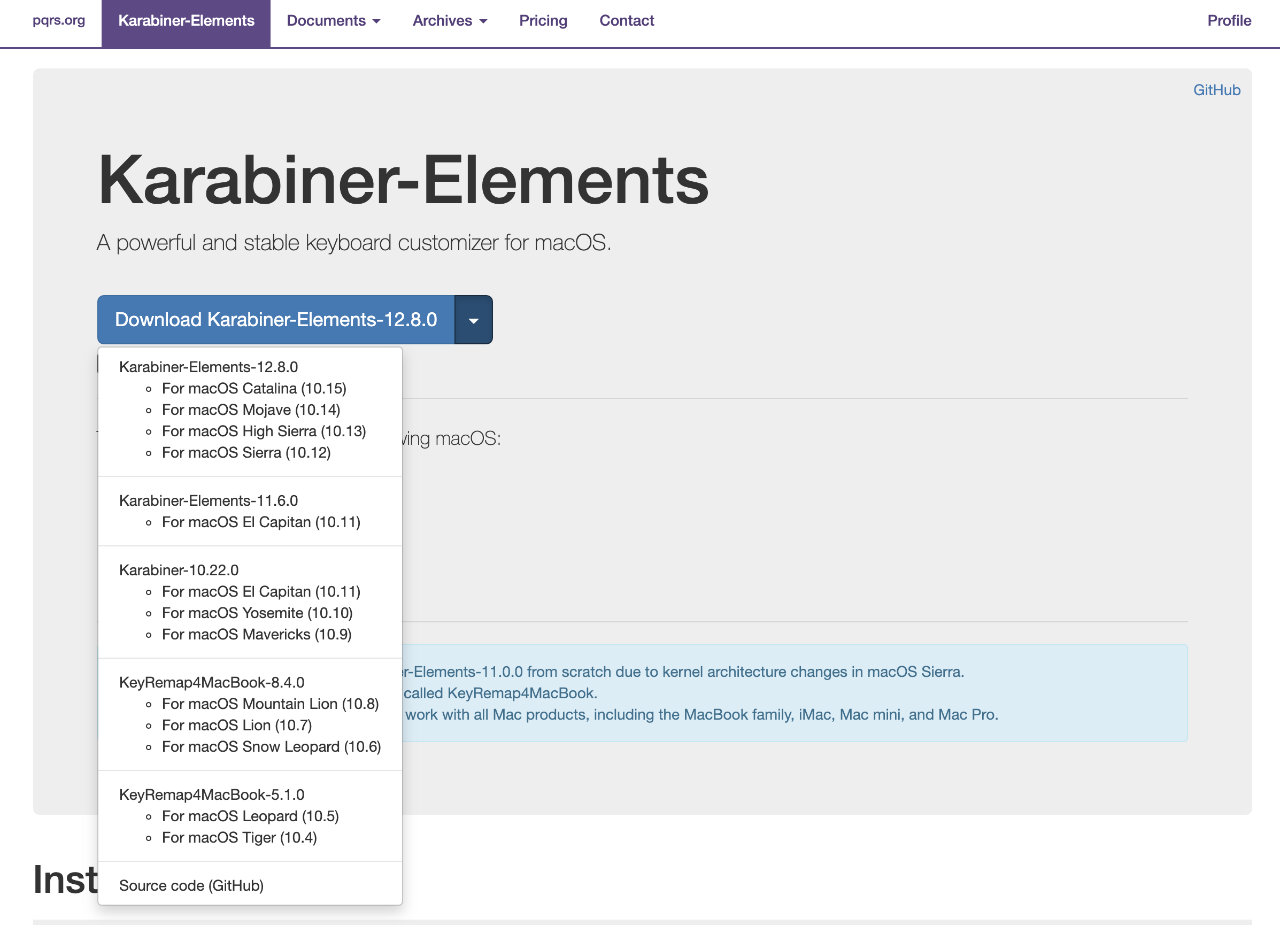 pqrs.org Karabiner-Elements Documents Archives Pricing Contact Profile
GitHub
Karabiner-Elements
A powerful and stable keyboard customizer for macOS.
Download Karabiner-Elements-12.8.0
Karabiner-Elements-12.8.0
For macOS Catalina (10.15)
For macOS Mojave (10.14)
For macOS High Sierra (10.13)
macOS:
For macOS Sierra (10.12)
Karabiner-Elements-11.6.0
For macOS El Capitan (10.11)
Karabiner-10.22.0
For macOS El Capitan (10.11)
For macOS Yosemite (10.10)
For macOS Mavericks (10.9)
-Elements-11.0.0 from scratch due to kernel architecture changes in macOS Sierra.
KeyRemap4MacBook-8.4.0
called KeyRemap4MacBook.
For macOS Mountain Lion (10.8)
work with all Mac products, including the MacBook family, iMac, Mac mini, and Mac Pro.
For macOS Lion (10.7)
For macOS Snow Leopard (10.6)
KeyRemap4MacBook-5.1.0
For macOS Leopard (10.5)
For macOS Tiger (10.4)
Inst
Source code (GitHub)